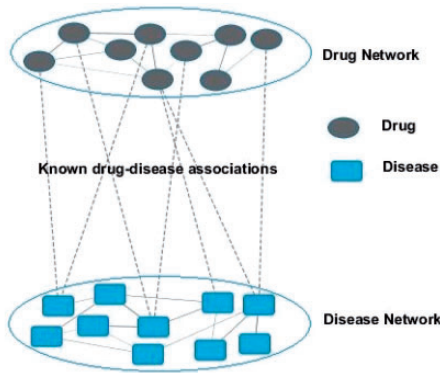 Drug Network
Drug
Known drug-disease associations
Disease
Disease Network